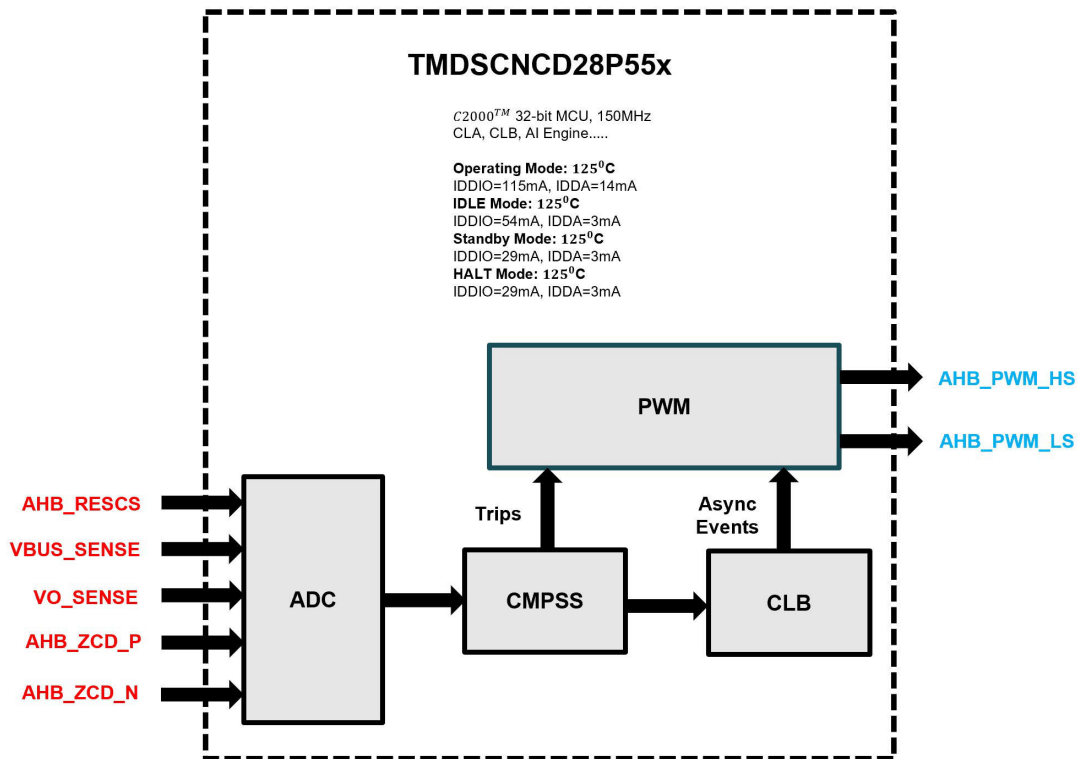 TMDSCNCD28P55x
C2000™ 32-bit MCU, 150MHz
CLA, CLB, AI Engine.....
Operating Mode: 125⁰C
IDDIO=115mA, IDDA=14mA
IDLE Mode: 125⁰C
IDDIO=54mA, IDDA=3mA
Standby Mode: 125⁰C
IDDIO=29mA, IDDA=3mA
HALT Mode: 125⁰C
IDDIO=29mA, IDDA=3mA
PWM
AHB_PWM_HS
AHB_PWM_LS
AHB_RESCS
VBUS_SENSE
VO_SENSE
AHB_ZCD_P
AHB_ZCD_N
ADC
Trips
Async
Events
CMPSS
CLB